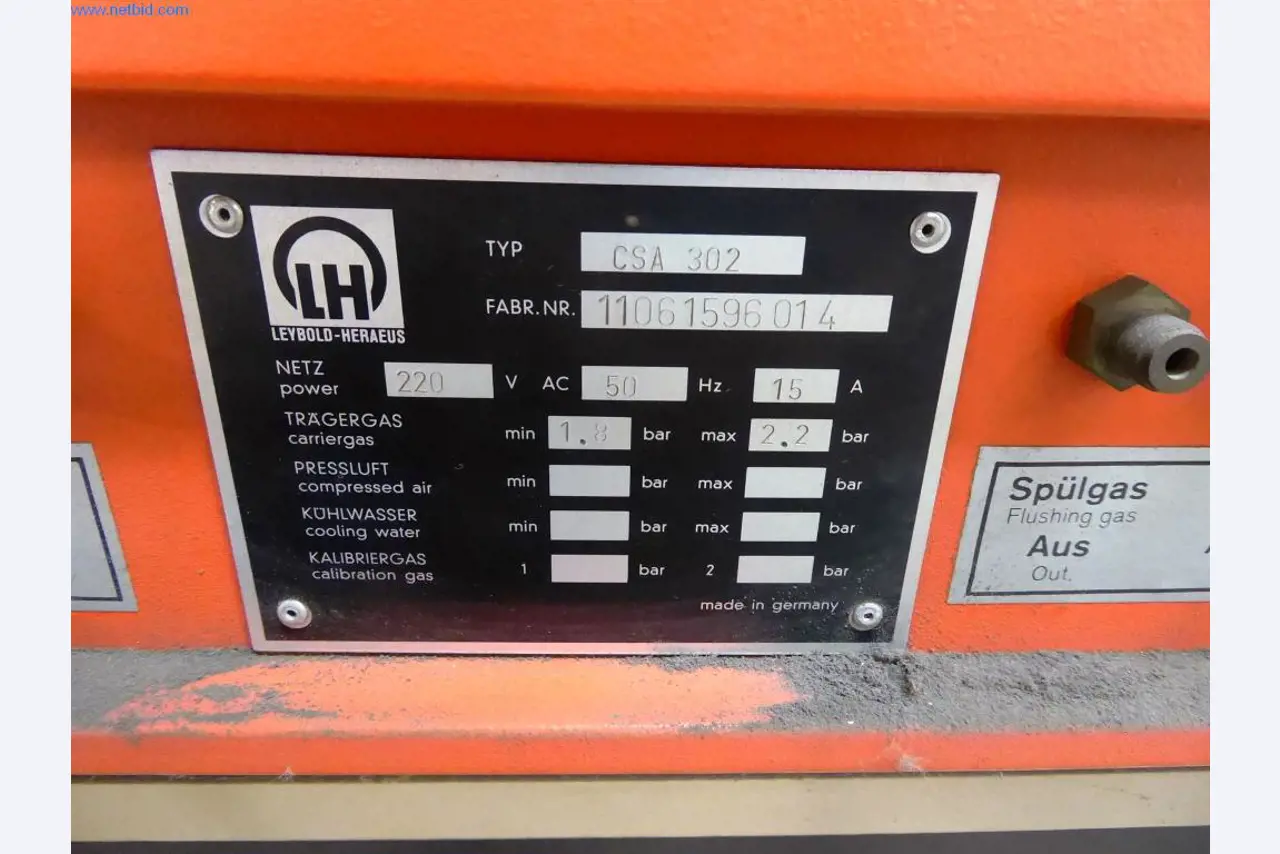 www.netbid.com
LH
LEYBOLD-HERAEUS
TYP CSA 302
FABR. NR. 11061596 014
NETZ
power 220 V AC 50 Hz 15 A
TRÄGERGAS
carriergas min 1.8 bar max 2.2 bar
PRESSLUFT
compressed air min bar max bar
KÜHLWASSER
cooling water min bar max bar
KALIBRIERGAS
calibration gas 1 bar 2 bar
made in germany
Spülgas
Flushing gas
Aus
Out.